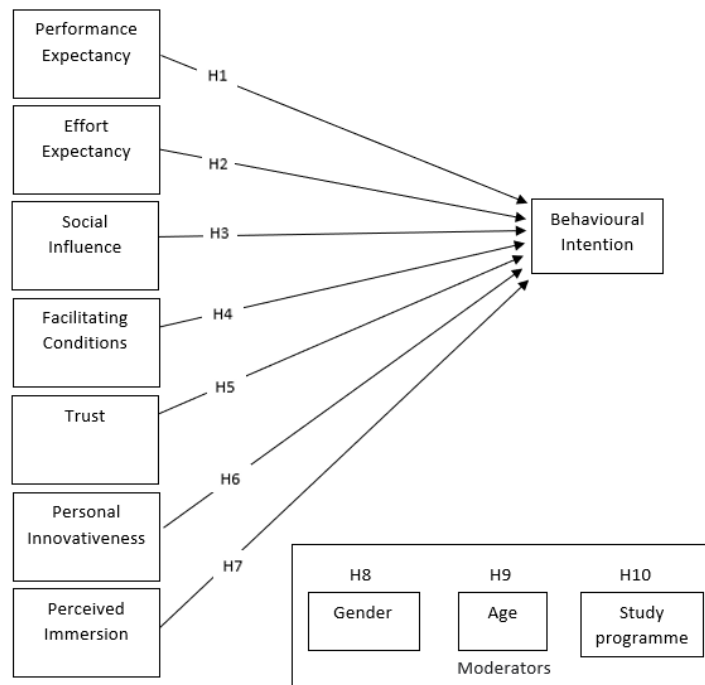 Performance
Expectancy
H1
Effort
Expectancy
H2
Social
Influence
H3
Behavioural
Intention
Facilitating
Conditions
H4
Trust
H5
Personal
Innovativeness
H6
Perceived
Immersion
H7
H8
H9
H10
Gender
Age
Study
programme
Moderators